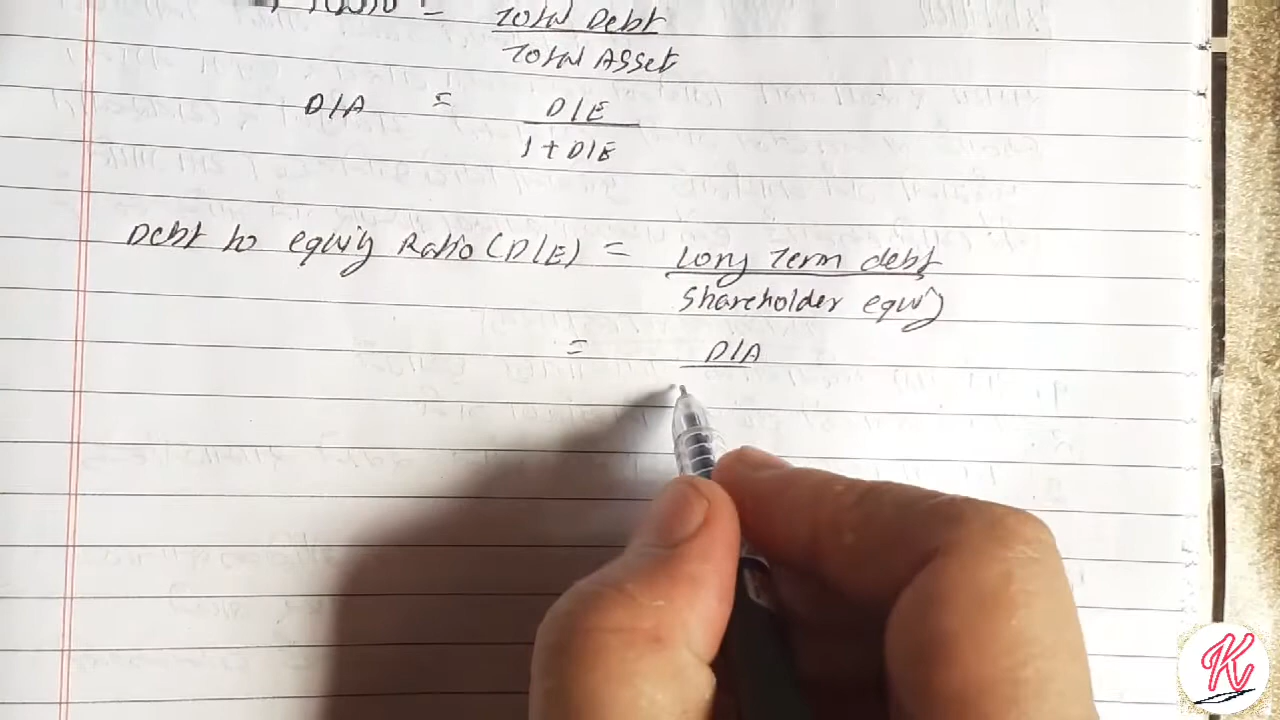 = Total Debt
Total Asset
D/A = D/E
1 + D/E
Debt to equity Ratio (D/E) = Long Term debt
Shareholder equity
= D/A
K